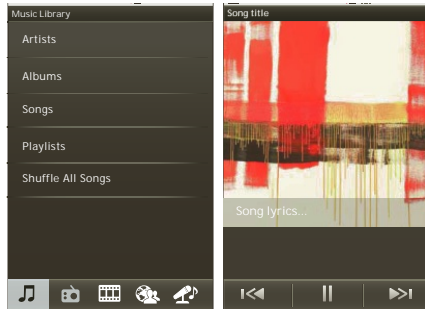 Music Library
Artists
Albums
Songs
Playlists
Shuffle All Songs
Song title
Song lyrics...